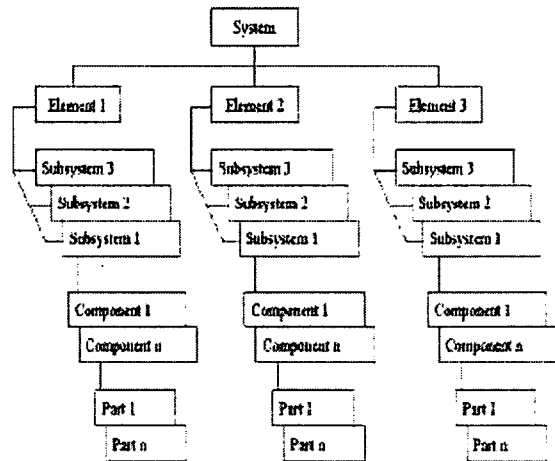 System
Element 1
Element 2
Element 3
Subsystem 3
Subsystem 3
Subsystem 3
Subsystem 2
Subsystem 2
Subsystem 2
Subsystem 1
Subsystem 1
Subsystem 1
Component 1
Component 1
Component 1
Component n
Component n
Component n
Part 1
Part 1
Part 1
Part n
Part n
Part n